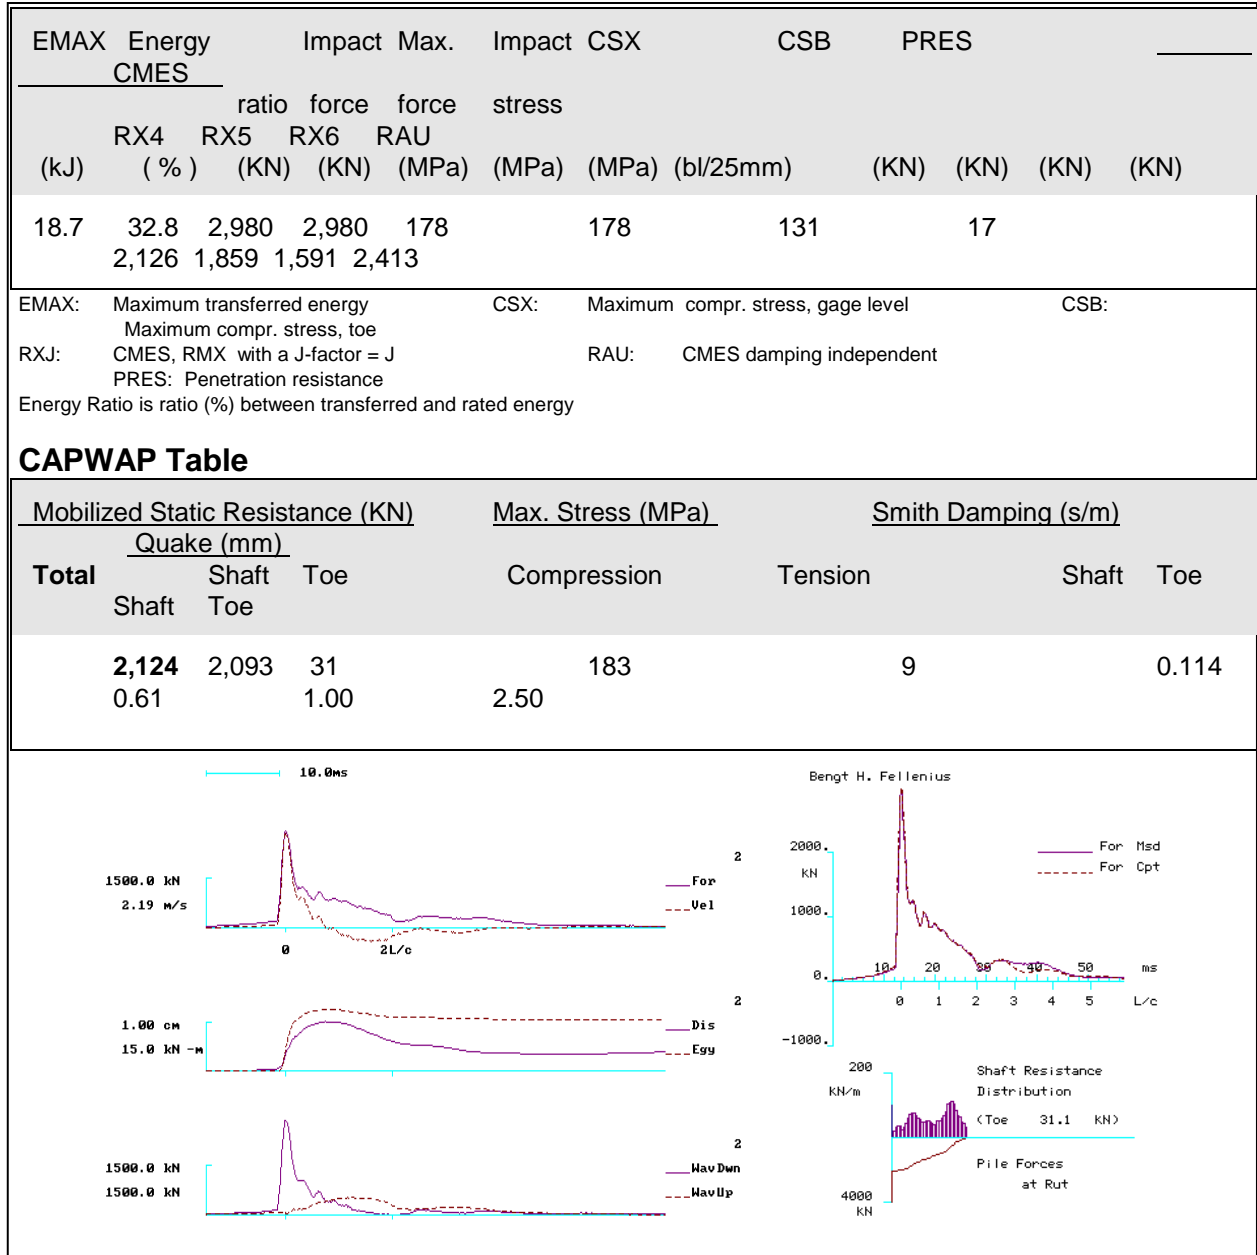 EMAX Energy Impact Max. Impact CSX CSB PRES
CMES
ratio force force stress
RX4 RX5 RX6 RAU
(kJ) ( % ) (KN) (KN) (MPa) (MPa) (MPa) (bl/25mm) (KN) (KN) (KN) (KN)
18.7 32.8 2,980 2,980 178 178 131 17
2,126 1,859 1,591 2,413
EMAX: Maximum transferred energy CSX: Maximum compr. stress, gage level CSB:
Maximum compr. stress, toe
RXJ: CMES, RMX with a J-factor = J RAU: CMES damping independent
PRES: Penetration resistance
Energy Ratio is ratio (%) between transferred and rated energy
CAPWAP Table
Mobilized Static Resistance (KN) Max. Stress (MPa) Smith Damping (s/m)
Quake (mm)
Total Shaft Toe Compression Tension Shaft Toe
Shaft Toe
2,124 2,093 31 183 9 0.114
0.61 1.00 2.50
10.0ms
2
1500.0 kN
2.19 m/s
For
Vel
0 2L/c
2
1.00 cm
15.0 kN -m
Dis
Egy
2
1500.0 kN
1500.0 kN
WavDwn
WavUp
Bengt H. Fellenius
2000.
KN
For Msd
For Cpt
1000.
0.
10 20 30 40 50 ms
0 1 2 3 4 5 L/c
-1000.
200
KN/m
Shaft Resistance
Distribution
(Toe 31.1 KN)
Pile Forces
at Rut
4000
KN